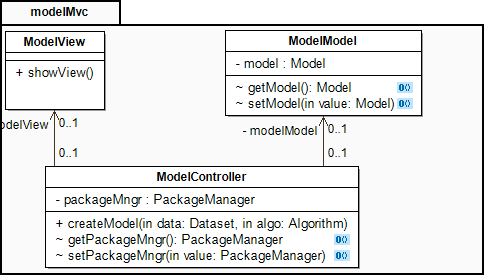 modelMvc
ModelView
+ showView()
ModelModel
- model : Model
~ getModel(): Model
~ setModel(in value: Model)
0..1
- modelModel
0..1
0..1
0..1
ModelController
- packageMngr : PackageManager
+ createModel(in data: Dataset, in algo: Algorithm)
~ getPackageMngr(): PackageManager
~ setPackageMngr(in value: PackageManager)